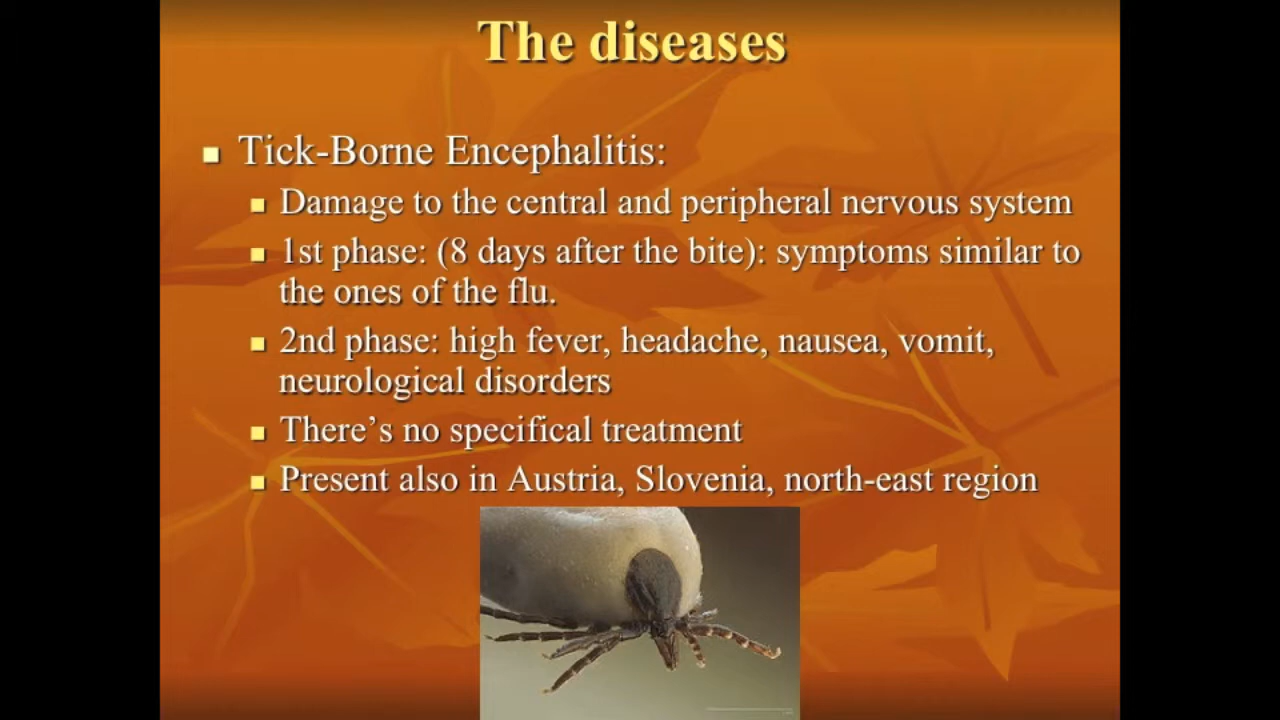 The diseases
Tick-Borne Encephalitis:
Damage to the central and peripheral nervous system
1st phase: (8 days after the bite): symptoms similar to
the ones of the flu.
2nd phase: high fever, headache, nausea, vomit,
neurological disorders
There’s no specifical treatment
Present also in Austria, Slovenia, north-east region